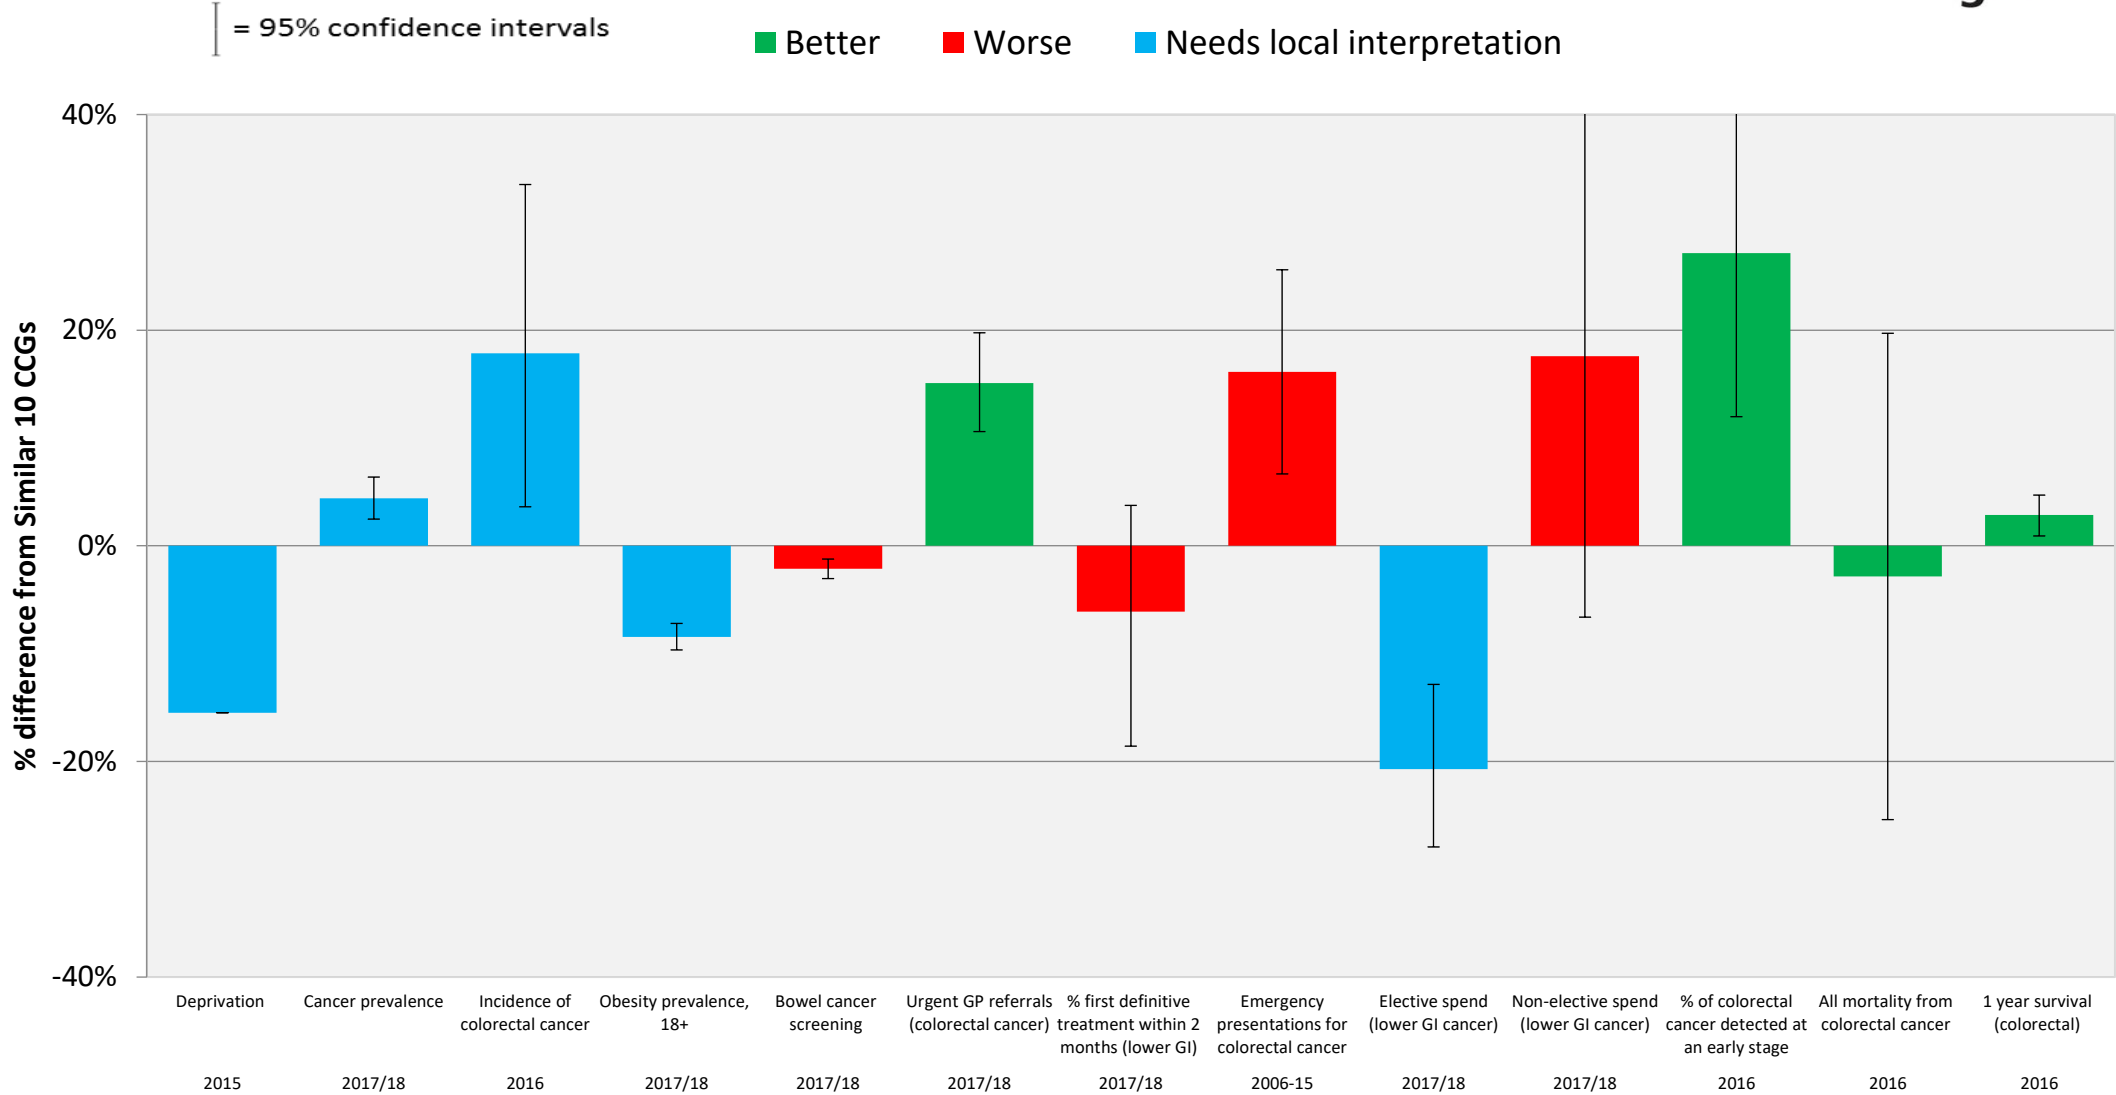 = 95% confidence intervals
Better
Worse
Needs local interpretation
% difference from Similar 10 CCGs
40%
20%
0%
-20%
-40%
Deprivation
2015
Cancer prevalence
2017/18
Incidence of
colorectal cancer
2016
Obesity prevalence,
18+
2017/18
Bowel cancer
screening
2017/18
Urgent GP referrals
(colorectal cancer)
2017/18
% first definitive
treatment within 2
months (lower GI)
2017/18
Emergency
presentations for
colorectal cancer
2006-15
Elective spend
(lower GI cancer)
2017/18
Non-elective spend
(lower GI cancer)
2017/18
% of colorectal
cancer detected at
an early stage
2016
All mortality from
colorectal cancer
2016
1 year survival
(colorectal)
2016